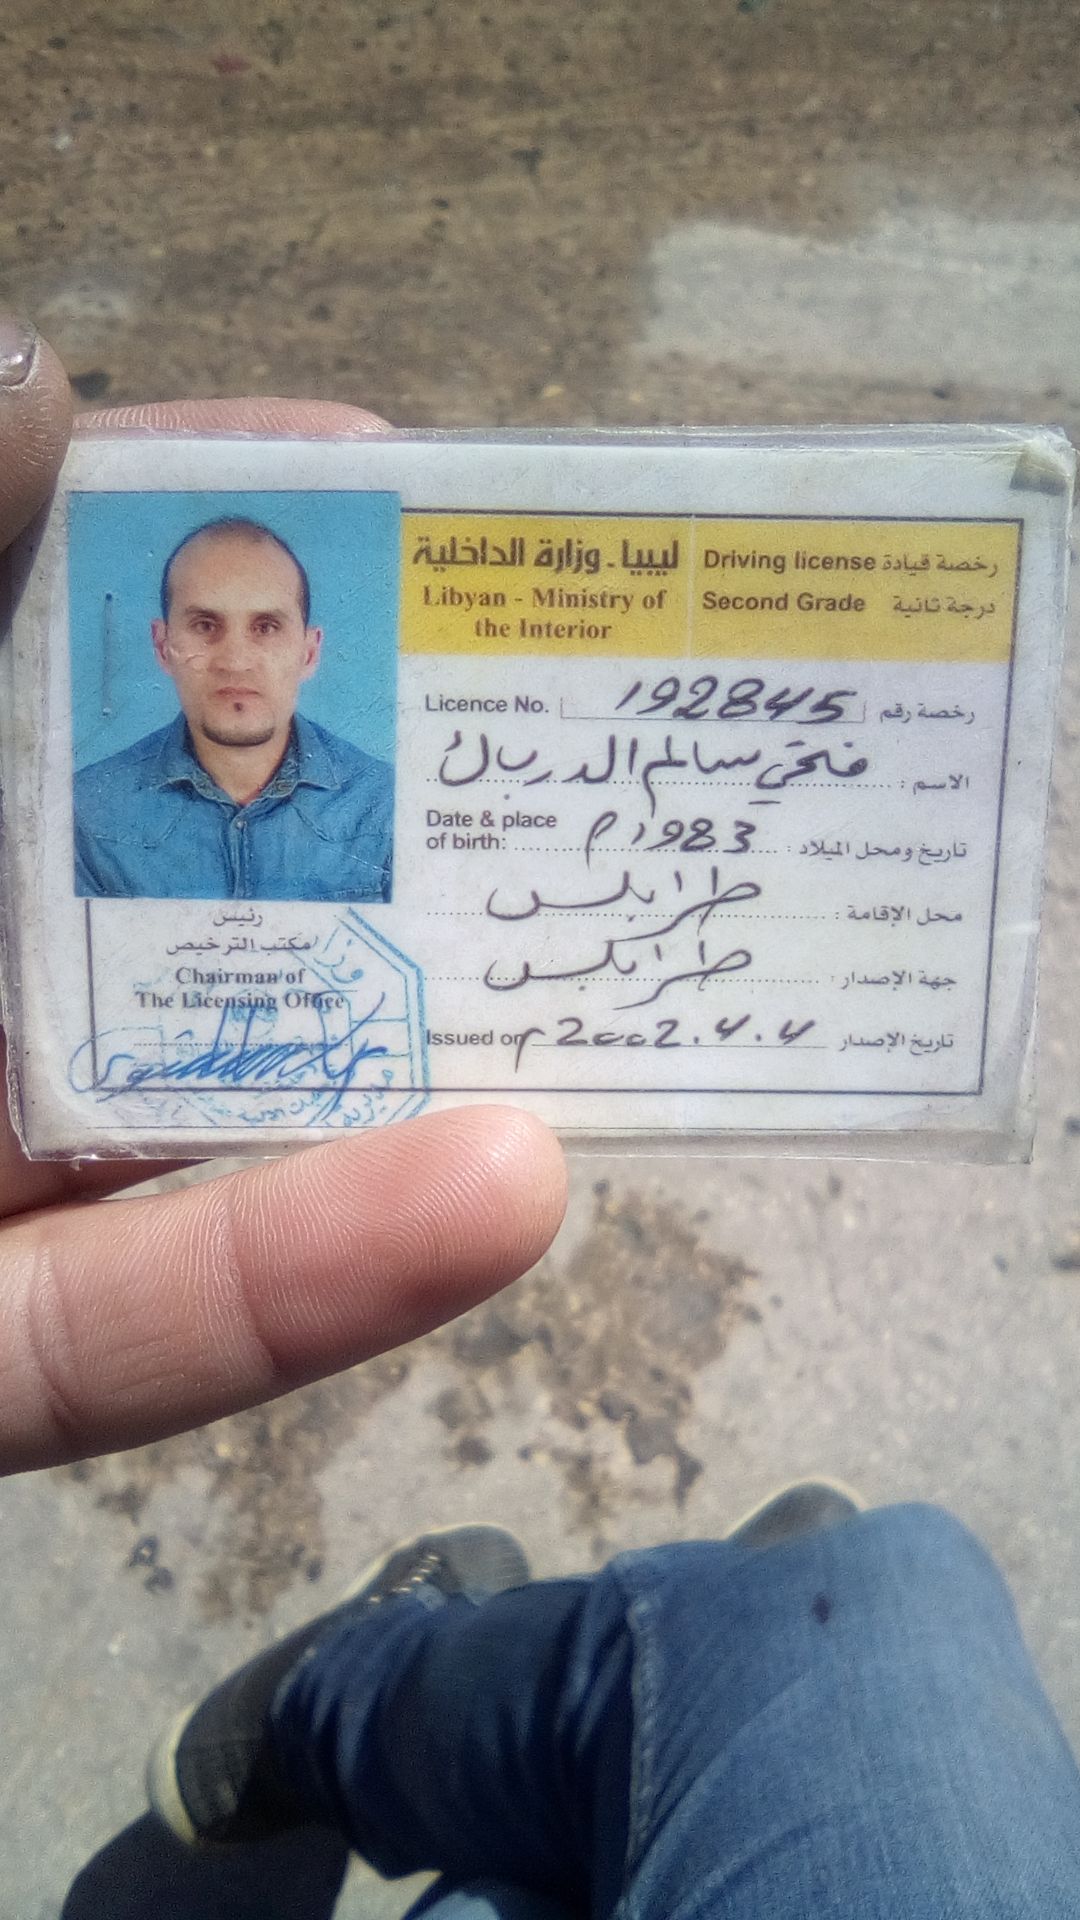 ليبيا - وزارة الداخلية
Libyan - Ministry of
the Interior
Driving license رخصة قيادة
Second Grade درجة ثانية
Licence No. 192845 رخصة رقم
الاسم : فتحي سالم الدربال
Date & place
of birth: 1983م تاريخ ومحل الميلاد :
محل الإقامة : طرابلس
جهة الإصدار : طرابلس
Issued on 2002.4.4م تاريخ الإصدار
رئيس
مكتب الترخيص
Chairman of
The Licensing Office